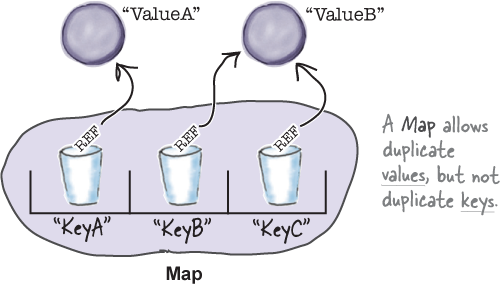 "ValueA"
"ValueB"
REF
REF
REF
"KeyA"
"KeyB"
"KeyC"
Map
A Map allows
duplicate
values, but not
duplicate keys.